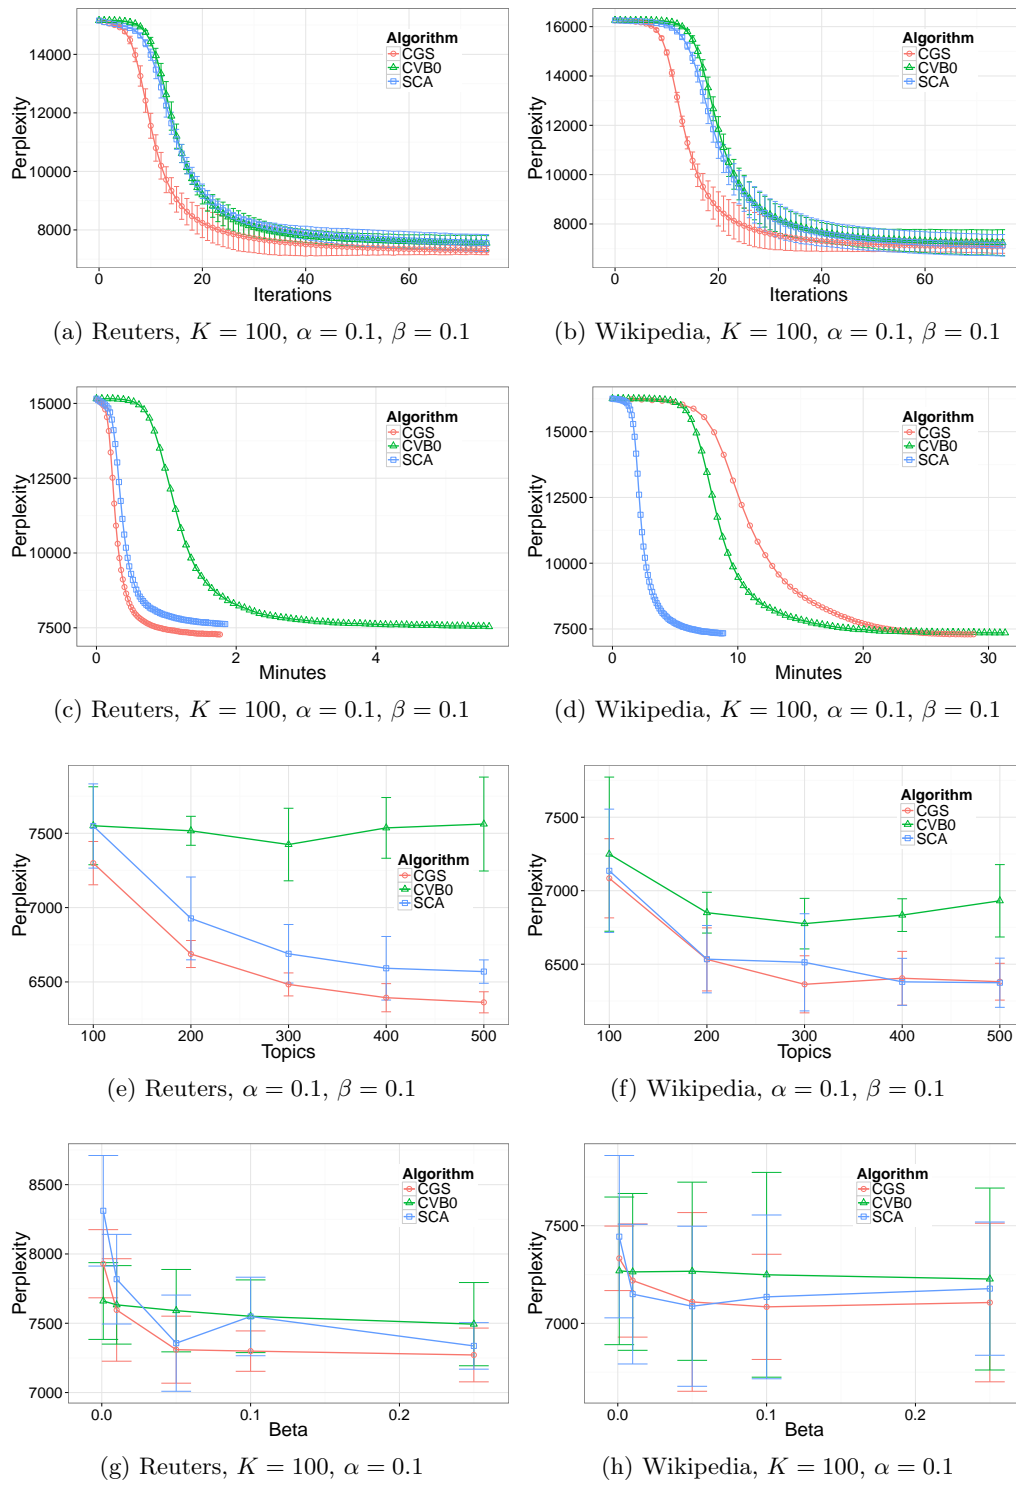 14000
12000
10000
8000
Perplexity
Algorithm
CGS
CVB0
SCA
0 20 40 60
Iterations
(a) Reuters, K = 100, α = 0.1, β = 0.1
16000
14000
12000
10000
8000
Perplexity
Algorithm
CGS
CVB0
SCA
0 20 40 60
Iterations
(b) Wikipedia, K = 100, α = 0.1, β = 0.1
15000
12500
10000
7500
Perplexity
Algorithm
CGS
CVB0
SCA
0 2 4
Minutes
(c) Reuters, K = 100, α = 0.1, β = 0.1
15000
12500
10000
7500
Perplexity
Algorithm
CGS
CVB0
SCA
0 10 20 30
Minutes
(d) Wikipedia, K = 100, α = 0.1, β = 0.1
7500
7000
6500
Perplexity
Algorithm
CGS
CVB0
SCA
100 200 300 400 500
Topics
(e) Reuters, α = 0.1, β = 0.1
7500
7000
6500
Perplexity
Algorithm
CGS
CVB0
SCA
100 200 300 400 500
Topics
(f) Wikipedia, α = 0.1, β = 0.1
8500
8000
7500
7000
Perplexity
Algorithm
CGS
CVB0
SCA
0.0 0.1 0.2
Beta
(g) Reuters, K = 100, α = 0.1
7500
7000
Perplexity
Algorithm
CGS
CVB0
SCA
0.0 0.1 0.2
Beta
(h) Wikipedia, K = 100, α = 0.1